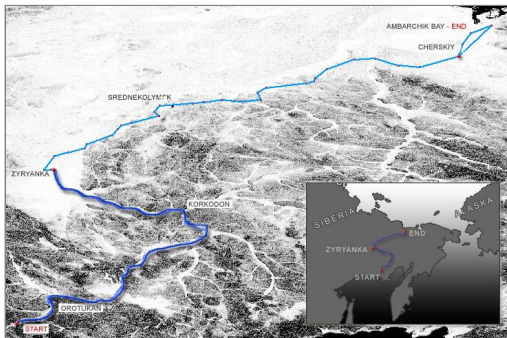 AMBARCHIK BAY - END
CHERSKIY
SREDNEKOLYMSK
ZYRYANKA
KORKODON
OROTUKAN
START
SIBERIA
ALASKA
END
ZYRYANKA
START